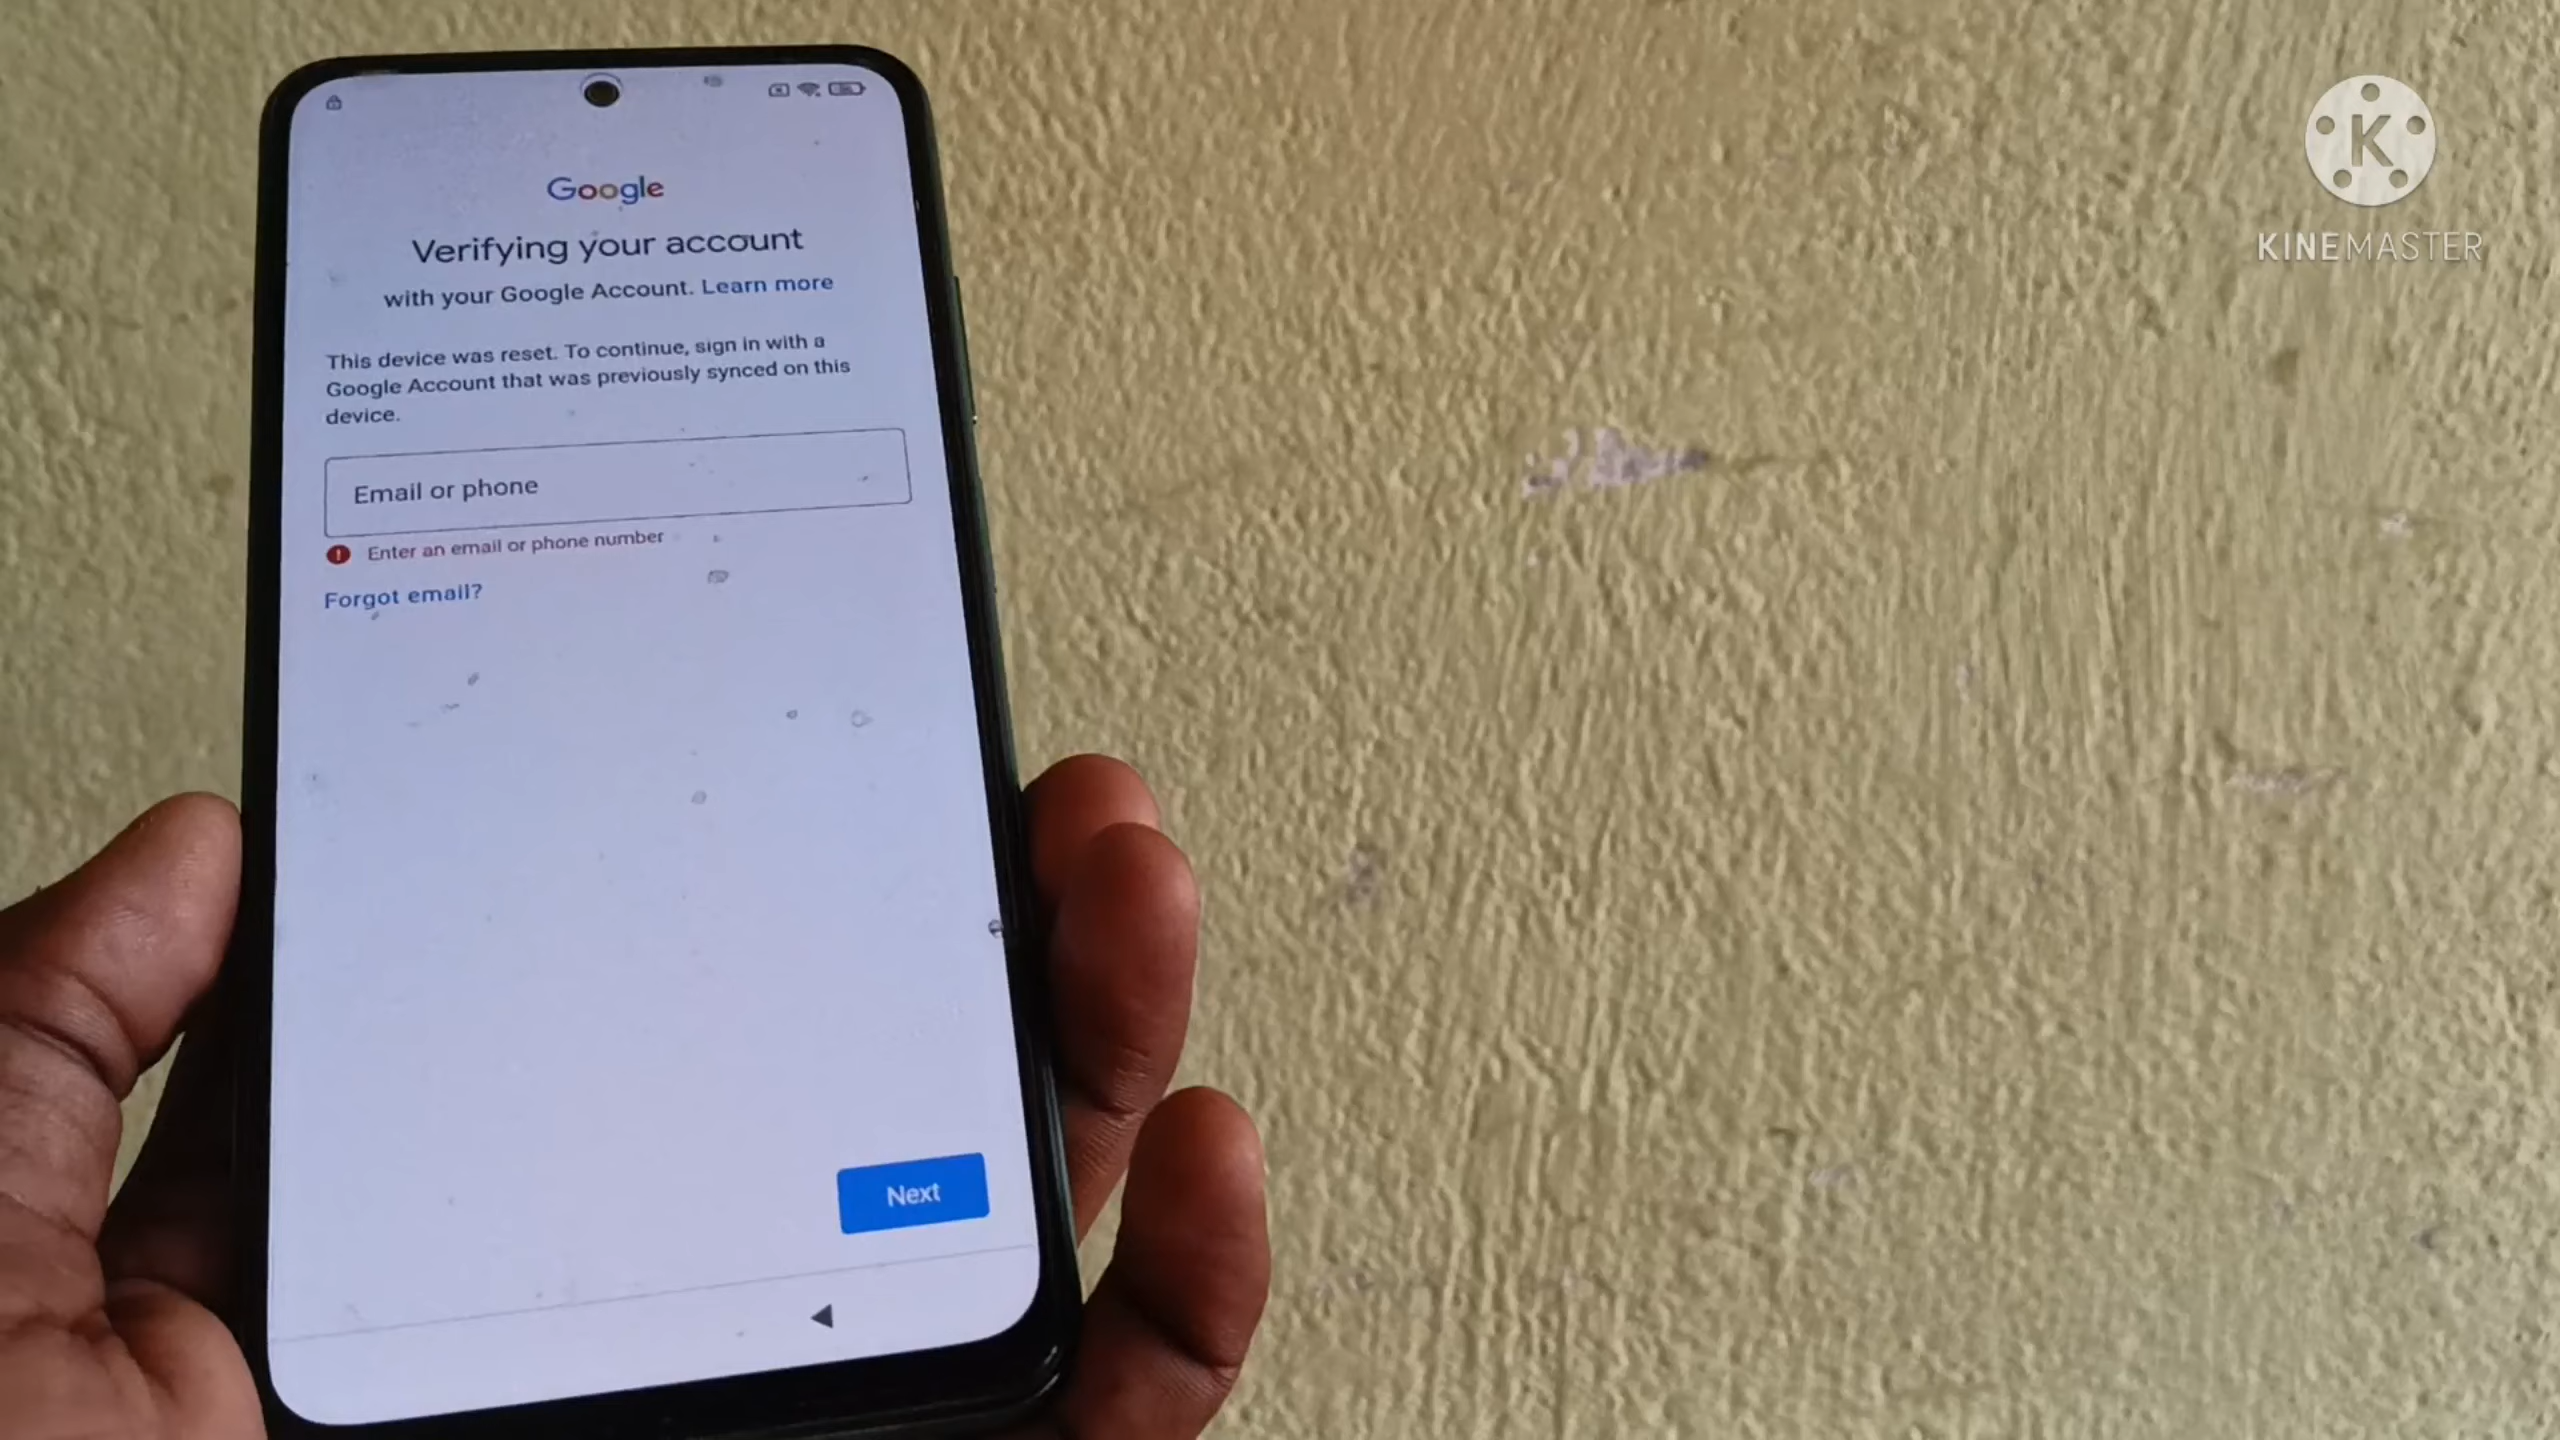 Google
Verifying your account
with your Google Account. Learn more
This device was reset. To continue, sign in with a
Google Account that was previously synced on this
device.
Email or phone
Enter an email or phone number
Forgot email?
Next
K
KINEMASTER